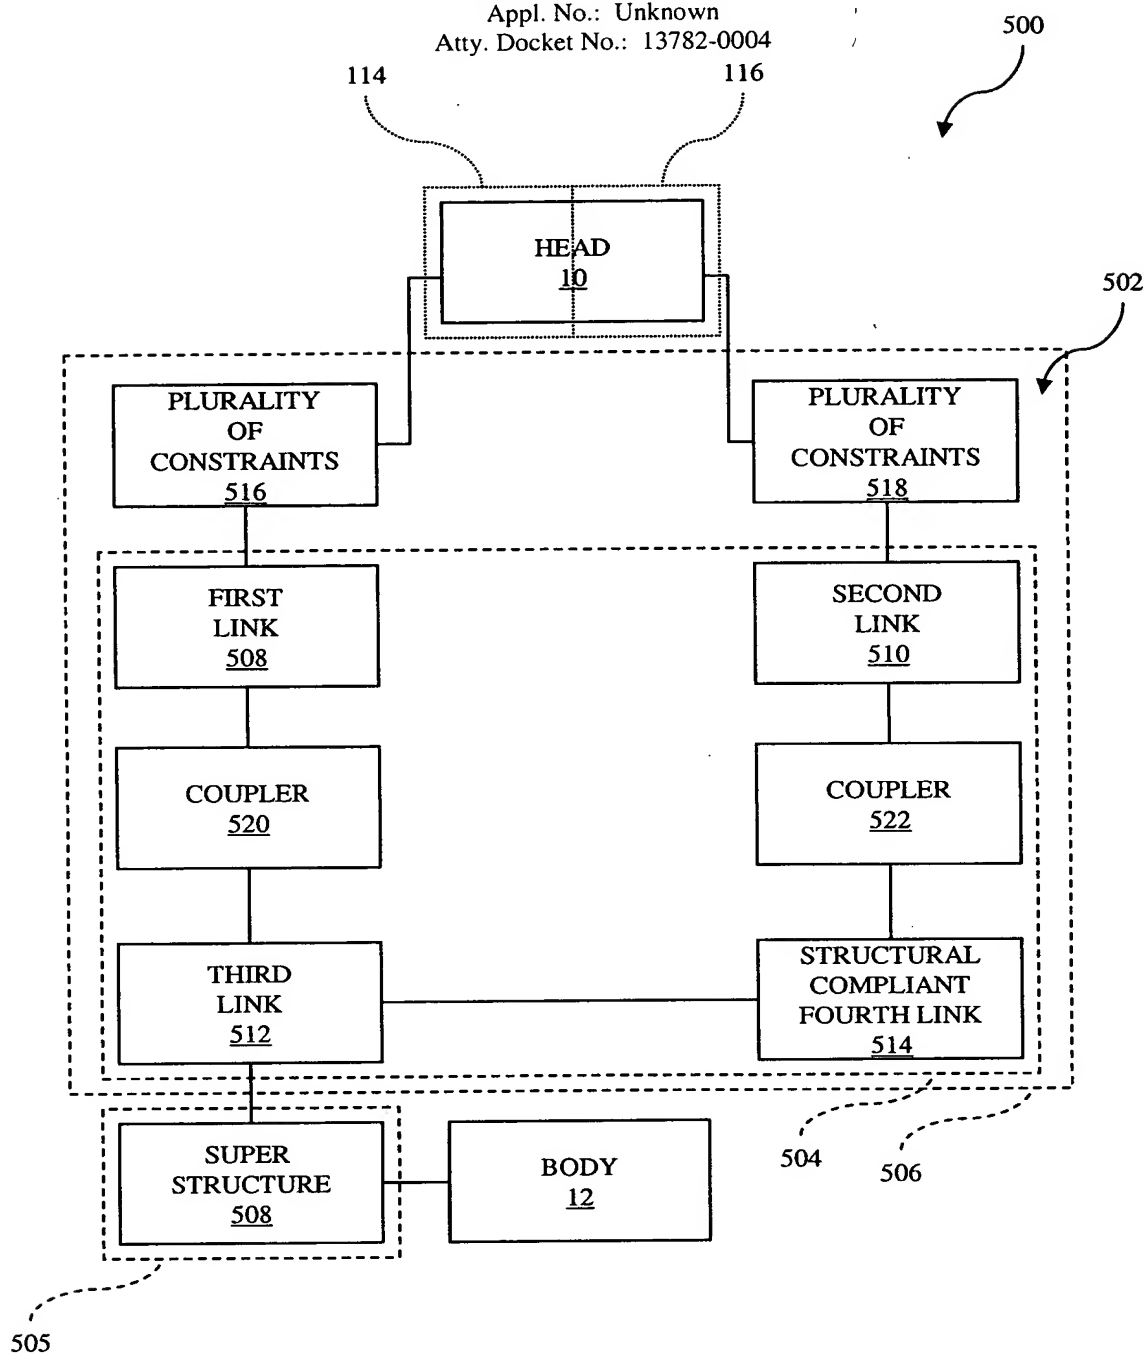 Appl. No.: Unknown
Atty. Docket No.: 13782-0004
500
114
116
HEAD
10
502
PLURALITY
OF
CONSTRAINTS
516
PLURALITY
OF
CONSTRAINTS
518
FIRST
LINK
508
SECOND
LINK
510
COUPLER
520
COUPLER
522
THIRD
LINK
512
STRUCTURAL
COMPLIANT
FOURTH LINK
514
SUPER
STRUCTURE
508
BODY
12
504
506
505